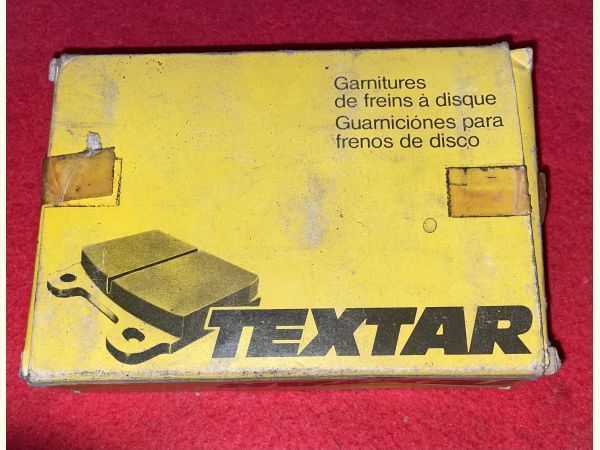 Garnitures
de freins à disque
Guarniciónes para
frenos de disco
TEXTAR